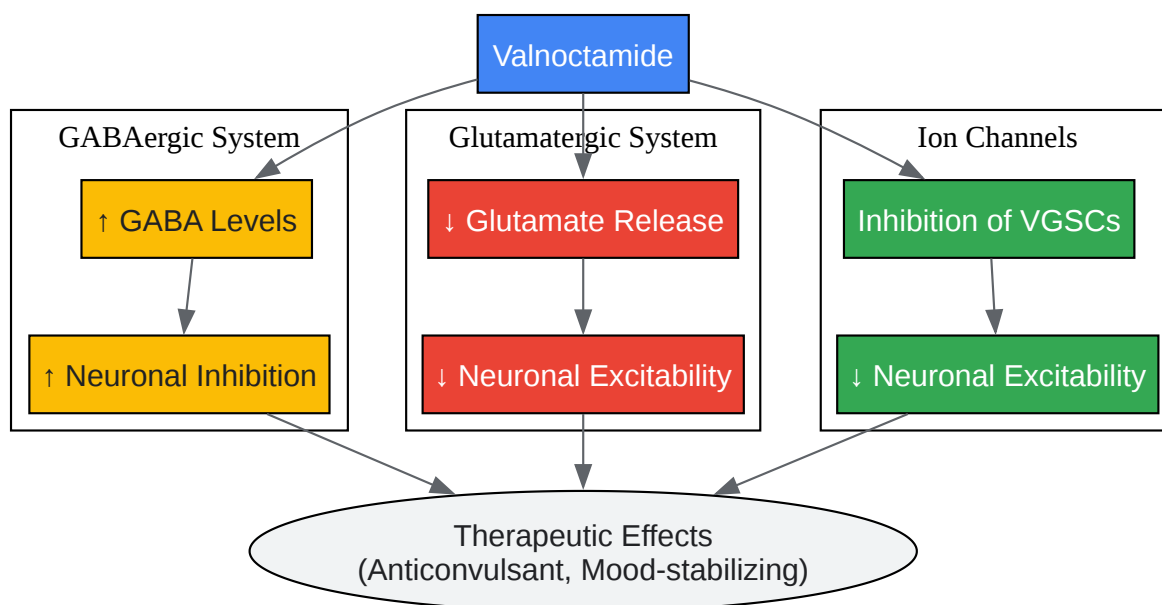 Valnoctamide
GABAergic System
Glutamatergic System
Ion Channels
↑ GABA Levels
↓ Glutamate Release
Inhibition of VGSCs
↑ Neuronal Inhibition
↓ Neuronal Excitability
↓ Neuronal Excitability
Therapeutic Effects
(Anticonvulsant, Mood-stabilizing)